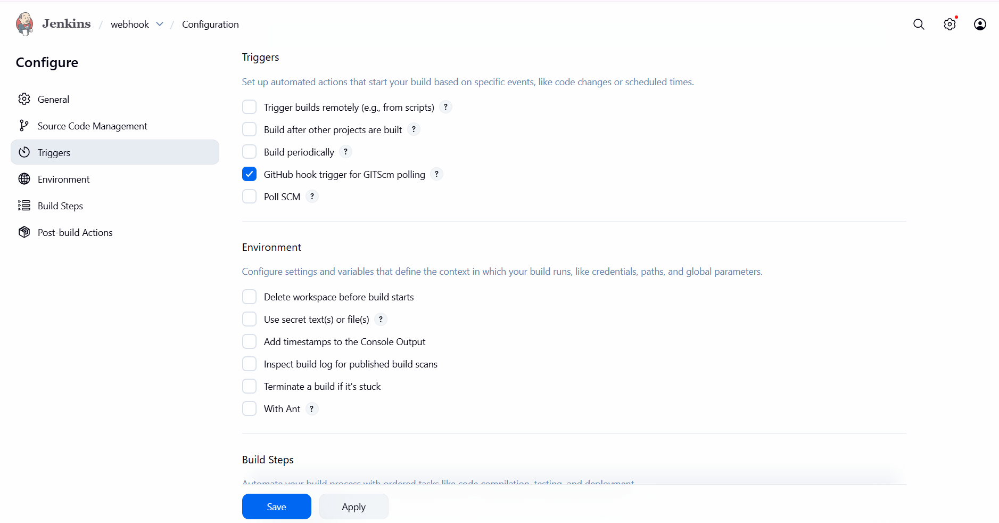 Jenkins / webhook / Configuration
Configure
General
Source Code Management
Triggers
Environment
Build Steps
Post-build Actions
Triggers
Set up automated actions that start your build based on specific events, like code changes or scheduled times.
Trigger builds remotely (e.g., from scripts) ?
Build after other projects are built ?
Build periodically ?
GitHub hook trigger for GITScm polling ?
Poll SCM ?
Environment
Configure settings and variables that define the context in which your build runs, like credentials, paths, and global parameters.
Delete workspace before build starts
Use secret text(s) or file(s) ?
Add timestamps to the Console Output
Inspect build log for published build scans
Terminate a build if it's stuck
With Ant ?
Build Steps
Automate your build process with ordered tasks like code compilation, testing, and deployment.
Save
Apply